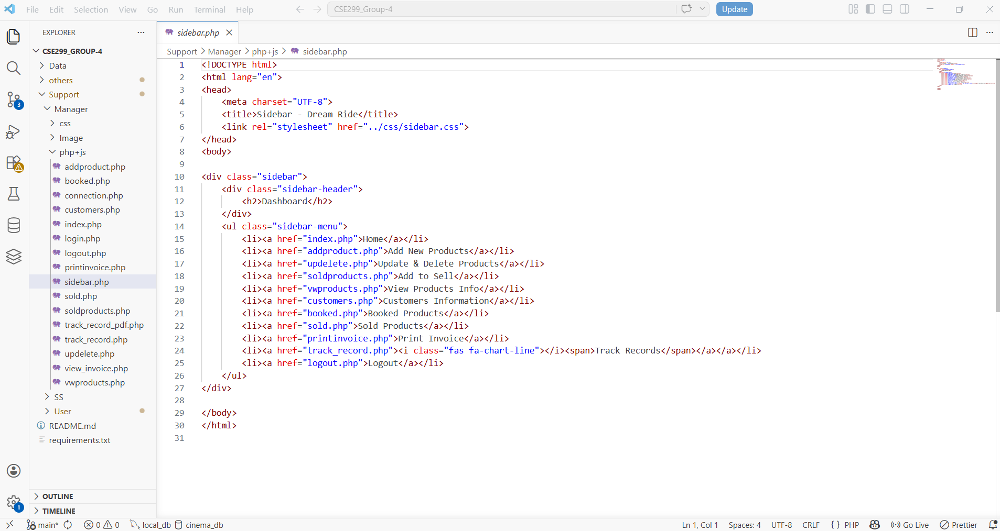 File Edit Selection View Go Run Terminal Help
CSE299_Group-4
Update
EXPLORER
CSE299_GROUP-4
Data
others
Support
Manager
css
Image
php+js
addproduct.php
booked.php
connection.php
customers.php
index.php
login.php
logout.php
printinvoice.php
sidebar.php
sold.php
soldproducts.php
track_record_pdf.php
track_record.php
updelete.php
view_invoice.php
vwproducts.php
SS
User
README.md
requirements.txt
OUTLINE
TIMELINE
3
1
sidebar.php
Support > Manager > php+js > sidebar.php
1 <!DOCTYPE html>
2 <html lang="en">
3 <head>
4     <meta charset="UTF-8">
5     <title>Sidebar - Dream Ride</title>
6     <link rel="stylesheet" href="../css/sidebar.css">
7 </head>
8 <body>
9
10 <div class="sidebar">
11     <div class="sidebar-header">
12         <h2>Dashboard</h2>
13     </div>
14     <ul class="sidebar-menu">
15         <li><a href="index.php">Home</a></li>
16         <li><a href="addproduct.php">Add New Products</a></li>
17         <li><a href="updelete.php">Update & Delete Products</a></li>
18         <li><a href="soldproducts.php">Add to Sell</a></li>
19         <li><a href="vwproducts.php">View Products Info</a></li>
20         <li><a href="customers.php">Customers Information</a></li>
21         <li><a href="booked.php">Booked Products</a></li>
22         <li><a href="sold.php">Sold Products</a></li>
23         <li><a href="printinvoice.php">Print Invoice</a></li>
24         <li><a href="track_record.php"><i class="fas fa-chart-line"></i><span>Track Records</span></a></a></li>
25         <li><a href="logout.php">Logout</a></li>
26     </ul>
27 </div>
28
29 </body>
30 </html>
31
main* 0 0 local_db cinema_db Ln 1, Col 1 Spaces: 4 UTF-8 CRLF { } PHP Go Live Prettier